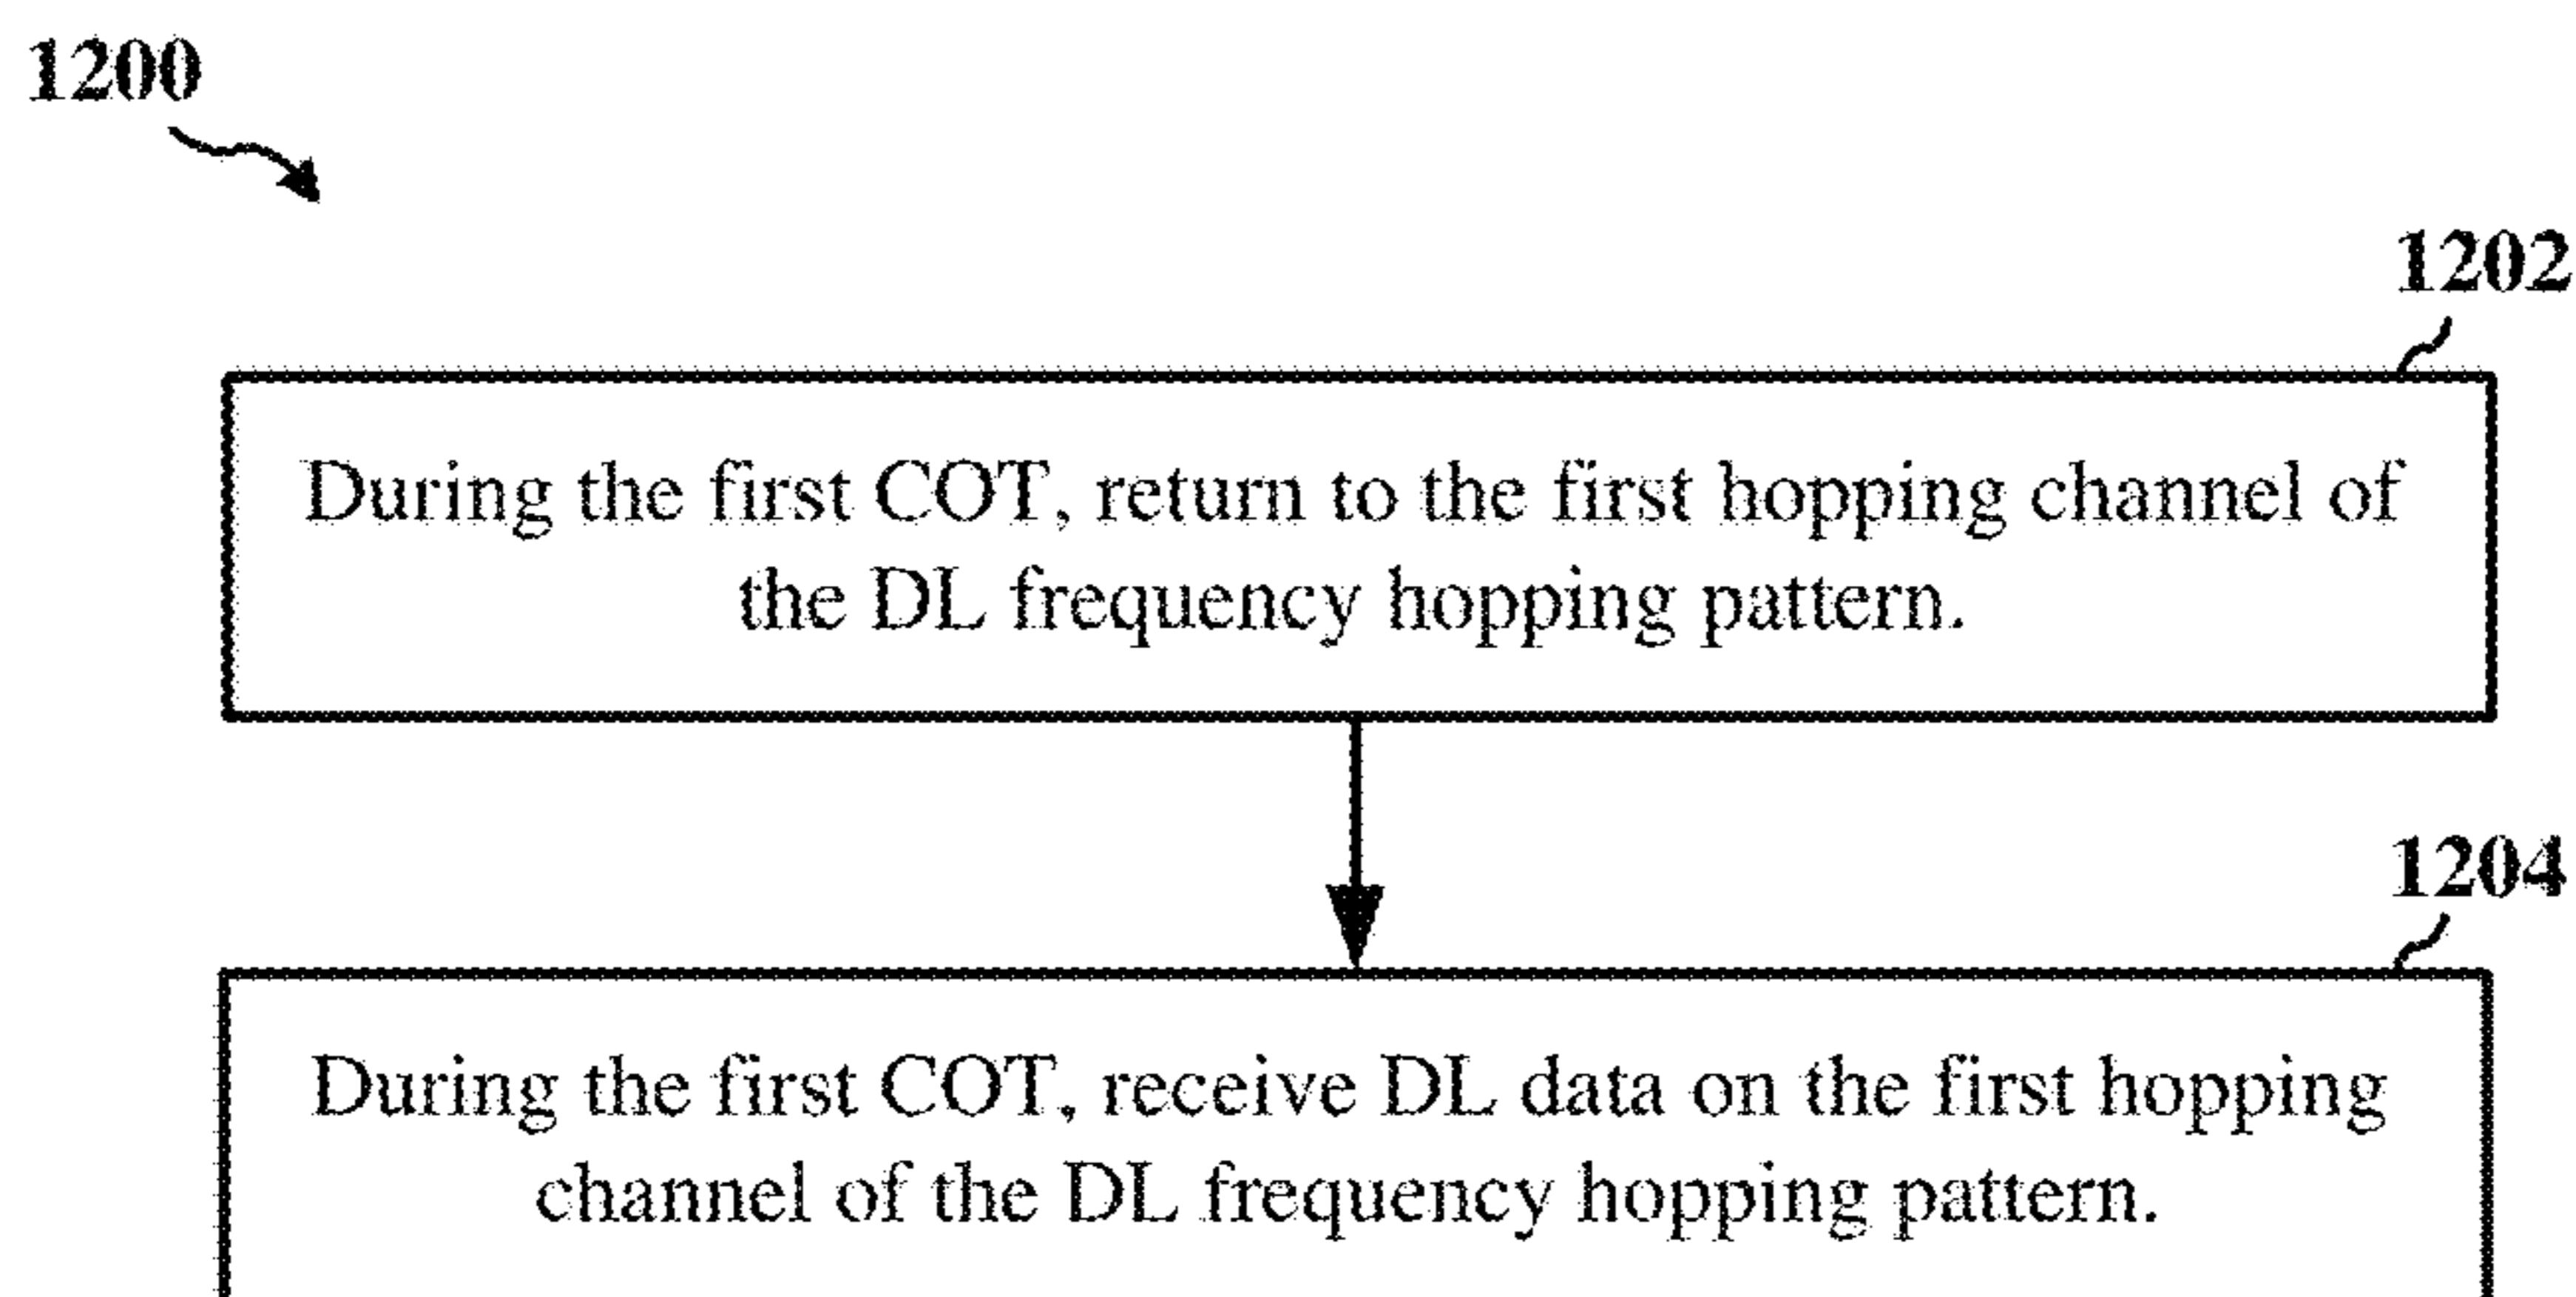 1200
1202
During the first COT, return to the first hopping channel of
the DL frequency hopping pattern.
1204
During the first COT, receive DL data on the first hopping
channel of the DL frequency hopping pattern.